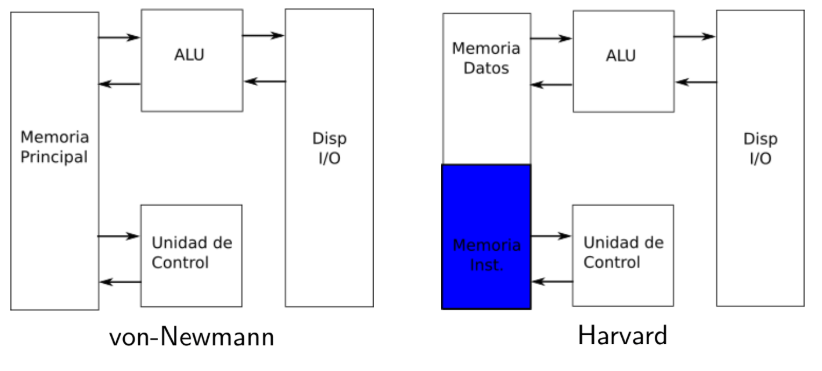 ALU
Memoria
Principal
Disp
I/O
Unidad de
Control
von-Newmann
Memoria
Datos
ALU
Disp
I/O
Memoria
Inst.
Unidad de
Control
Harvard